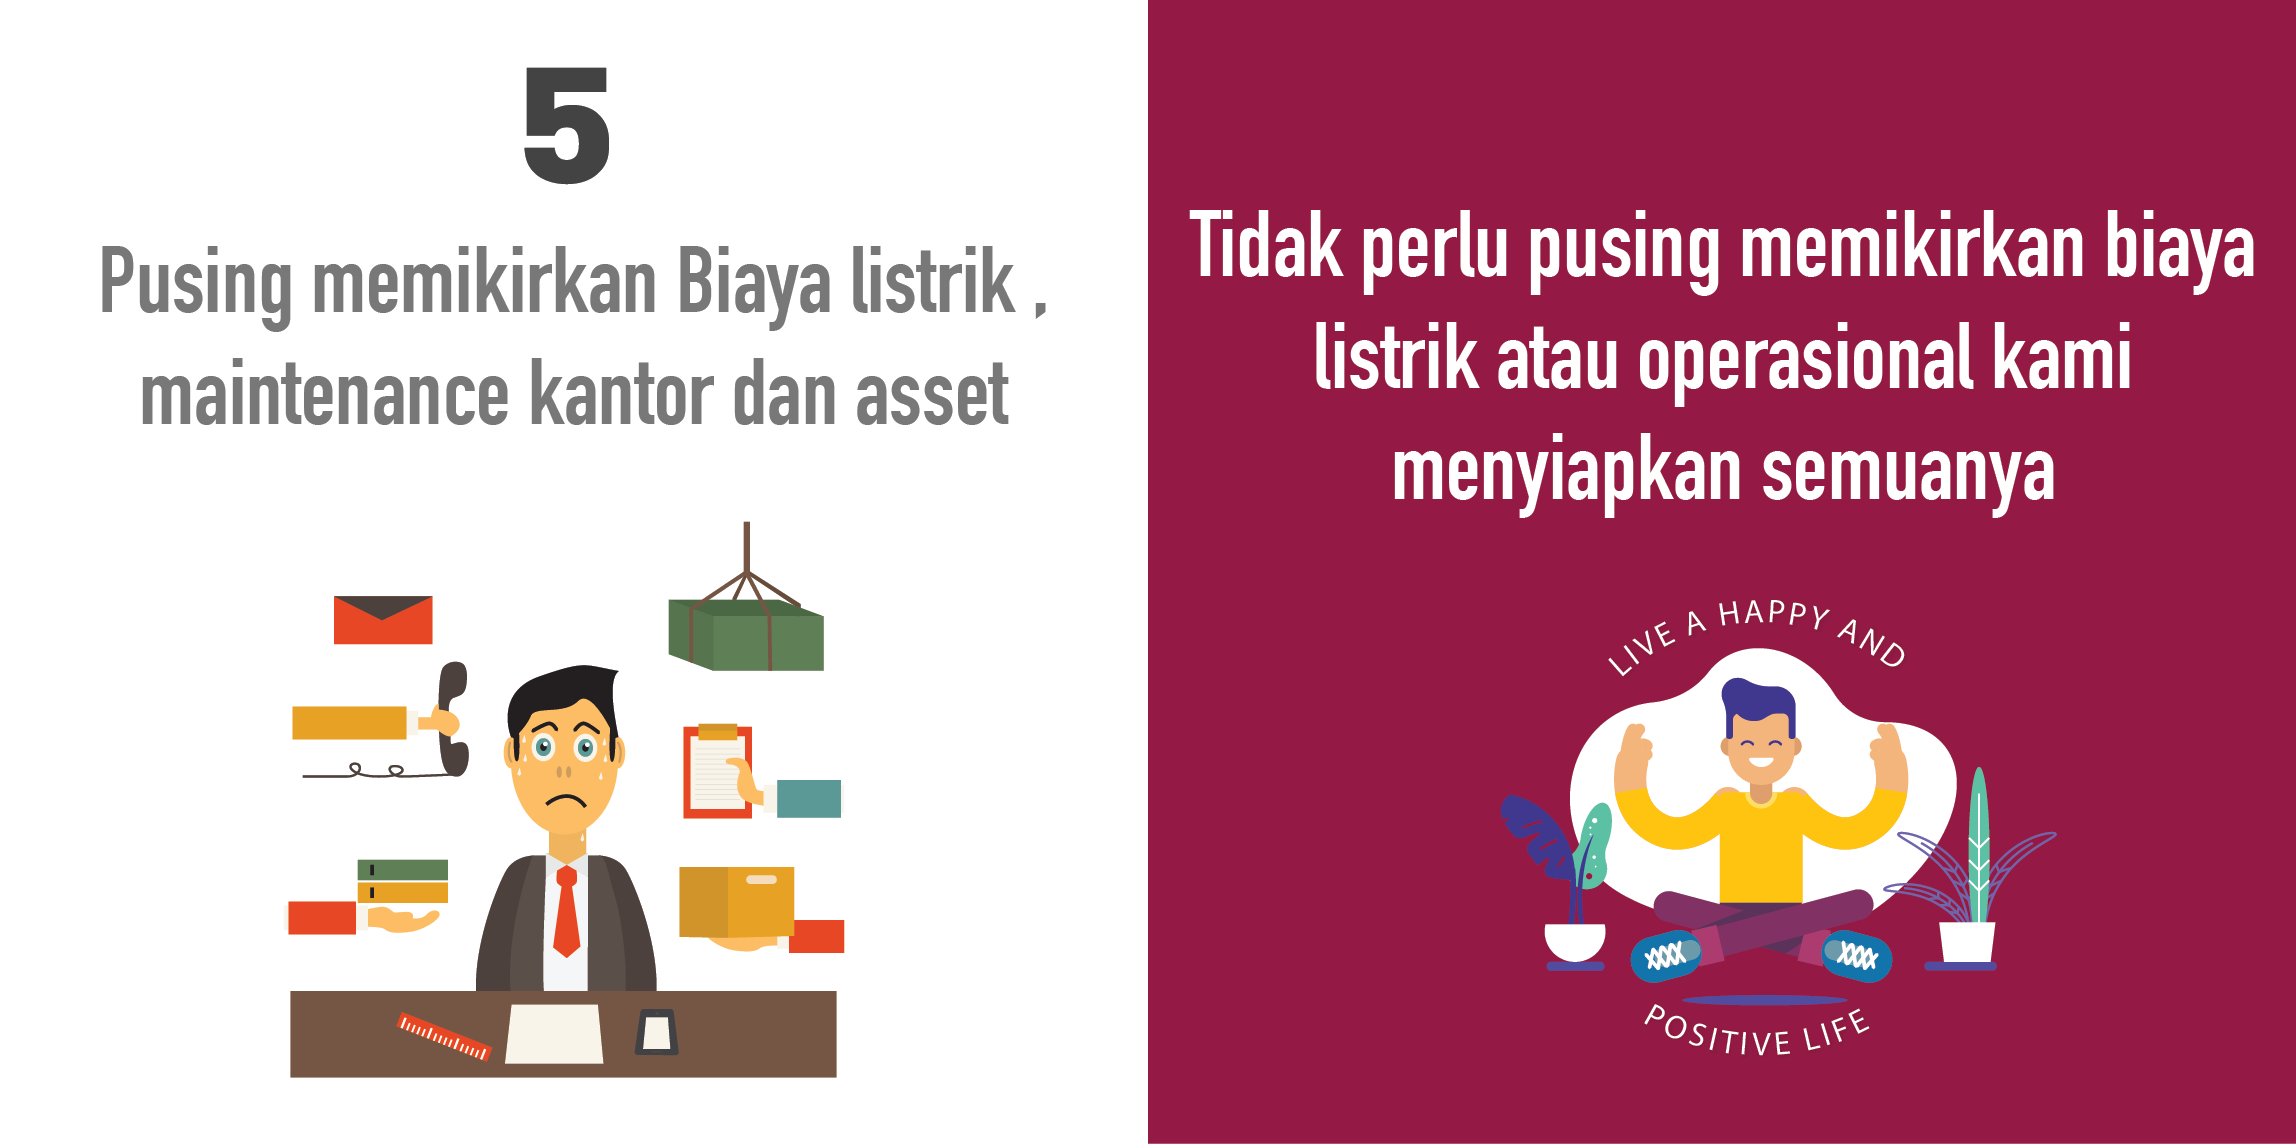 5
Pusing memikirkan Biaya listrik ,
maintenance kantor dan asset
Tidak perlu pusing memikirkan biaya
listrik atau operasional kami
menyiapkan semuanya
LIVE A HAPPY AND
POSITIVE LIFE